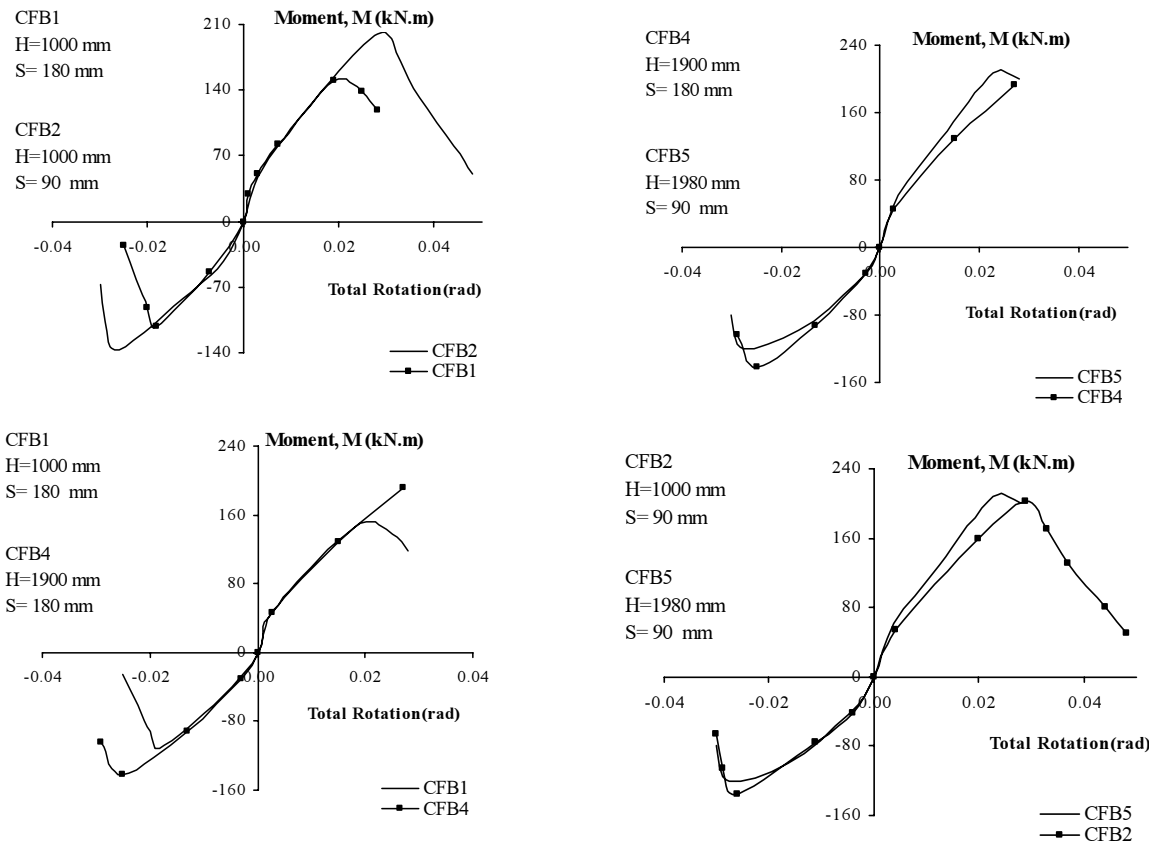 CFB1
H=1000 mm
S= 180 mm
CFB2
H=1000 mm
S= 90 mm
Moment, M (kN.m)
210
140
70
0
-70
-140
-0.04
-0.02
0.00
0.02
0.04
Total Rotation(rad)
CFB2
CFB1
CFB4
H=1900 mm
S= 180 mm
CFB5
H=1980 mm
S= 90 mm
Moment, M (kN.m)
240
160
80
0
-80
-160
-0.04
-0.02
0.00
0.02
0.04
Total Rotation(rad)
CFB5
CFB4
CFB1
H=1000 mm
S= 180 mm
CFB4
H=1900 mm
S= 180 mm
Moment, M (kN.m)
240
160
80
0
-80
-160
-0.04
-0.02
0.00
0.02
0.04
Total Rotation(rad)
CFB1
CFB4
CFB2
H=1000 mm
S= 90 mm
CFB5
H=1980 mm
S= 90 mm
Moment, M (kN.m)
240
160
80
0
-80
-160
-0.04
-0.02
0.00
0.02
0.04
Total Rotation(rad)
CFB5
CFB2